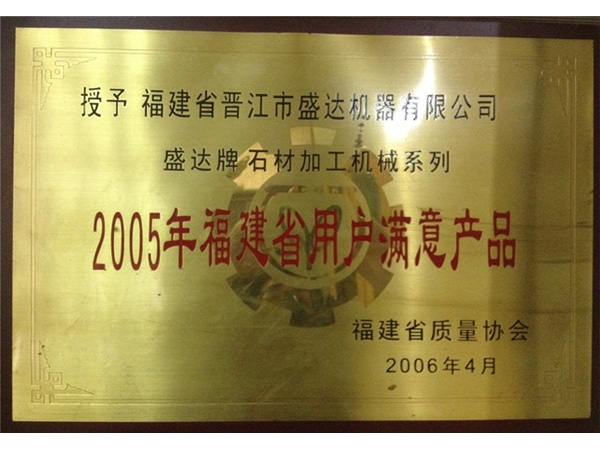 授予 福建省晋江市盛达机器有限公司
盛达牌 石材加工机械系列
2005年福建省用户满意产品
福建省质量协会
2006年4月